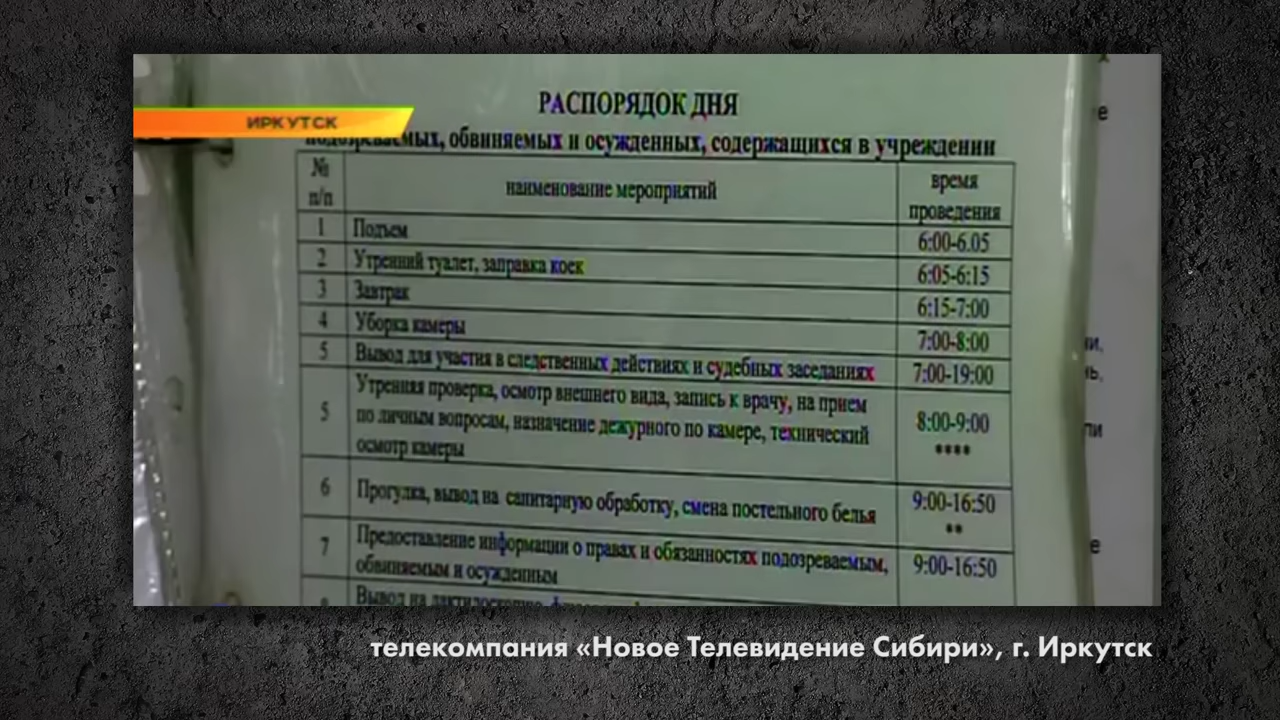 ИРКУТСК
РАСПОРЯДОК ДНЯ
подозреваемых, обвиняемых и осужденных, содержащихся в учреждении
№ п/п
наименование мероприятий
время проведения
1 Подъем 6:00-6.05
2 Утренний туалет, заправка коек 6:05-6:15
3 Завтрак 6:15-7:00
4 Уборка камеры 7:00-8:00
5 Вывод для участия в следственных действиях и судебных заседаниях 7:00-19:00
5 Утренняя проверка, осмотр внешнего вида, запись к врачу, на прием
по личным вопросам, назначение дежурного по камере, технический
осмотр камеры
8:00-9:00
****
6 Прогулка, вывод на санитарную обработку, смена постельного белья 9:00-16:50
**
7 Предоставление информации о правах и обязанностях подозреваемым,
обвиняемым и осужденным
9:00-16:50
Вывод на дактилоскопию,
телекомпания «Новое Телевидение Сибири», г. Иркутск